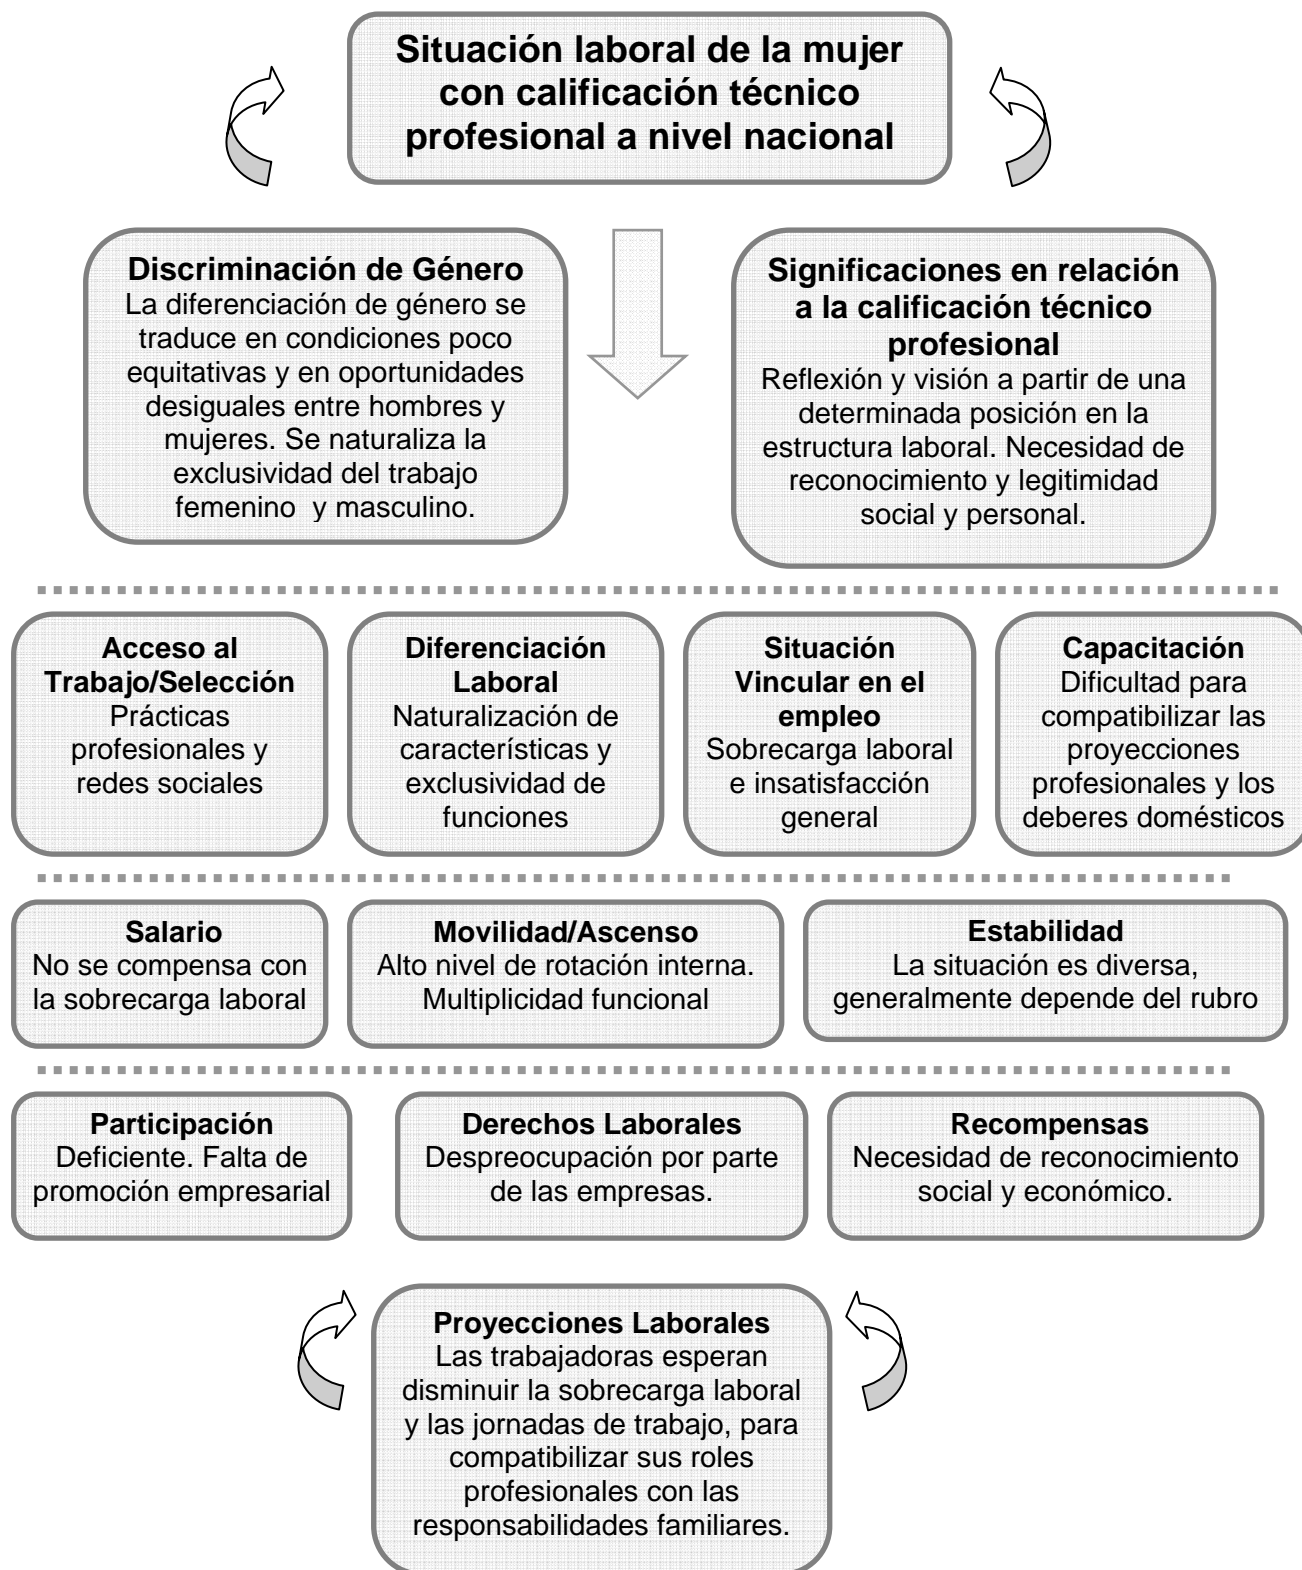 Situación laboral de la mujer
con calificación técnico
profesional a nivel nacional
Discriminación de Género
La diferenciación de género se
traduce en condiciones poco
equitativas y en oportunidades
desiguales entre hombres y
mujeres. Se naturaliza la
exclusividad del trabajo
femenino y masculino.
Significaciones en relación
a la calificación técnico
profesional
Reflexión y visión a partir de una
determinada posición en la
estructura laboral. Necesidad de
reconocimiento y legitimidad
social y personal.
Acceso al
Trabajo/Selección
Prácticas
profesionales y
redes sociales
Diferenciación
Laboral
Naturalización de
características y
exclusividad de
funciones
Situación
Vincular en el
empleo
Sobrecarga laboral
e insatisfacción
general
Capacitación
Dificultad para
compatibilizar las
proyecciones
profesionales y los
deberes domésticos
Salario
No se compensa con
la sobrecarga laboral
Movilidad/Ascenso
Alto nivel de rotación interna.
Multiplicidad funcional
Estabilidad
La situación es diversa,
generalmente depende del rubro
Participación
Deficiente. Falta de
promoción empresarial
Derechos Laborales
Despreocupación por parte
de las empresas.
Recompensas
Necesidad de reconocimiento
social y económico.
Proyecciones Laborales
Las trabajadoras esperan
disminuir la sobrecarga laboral
y las jornadas de trabajo, para
compatibilizar sus roles
profesionales con las
responsabilidades familiares.